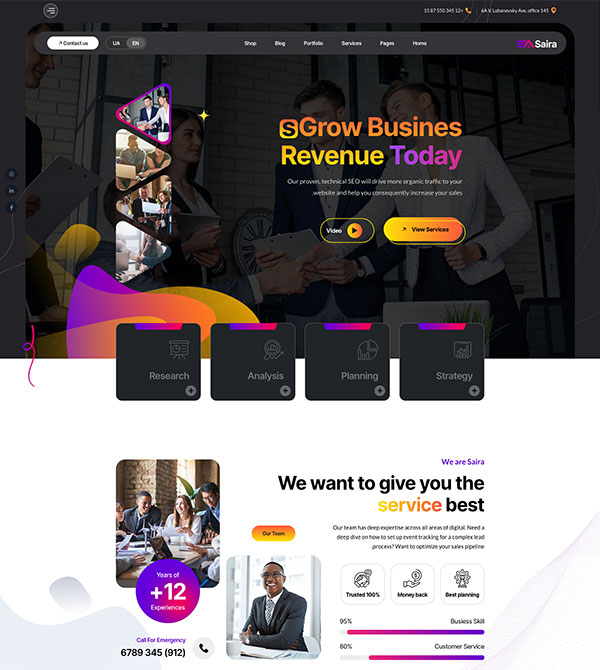 15 87 550 345 12+
6A V. Lobanovsky Ave, office 145
Contact us
UA
EN
Shop
Blog
Portfolio
Services
Pages
Home
SA Saira
SGrow Busines
Revenue Today
Our proven, technical SEO will drive more organic traffic to your
.website and help you consequently increase your sales
Video
View Services
Research
Analysis
Planning
Strategy
We are Saira
We want to give you the
service best
Our team has deep expertise across all areas of digital. Need a
deep dive on how to set up event tracking for a complex lead
.process? Want to optimize your sales pipeline
Our Team
Years of
+12
Experiences
Trusted 100%
Money back
Best planning
95%
Busiess Skill
80%
Customer Service
Call For Emergency
6789 345 (912)